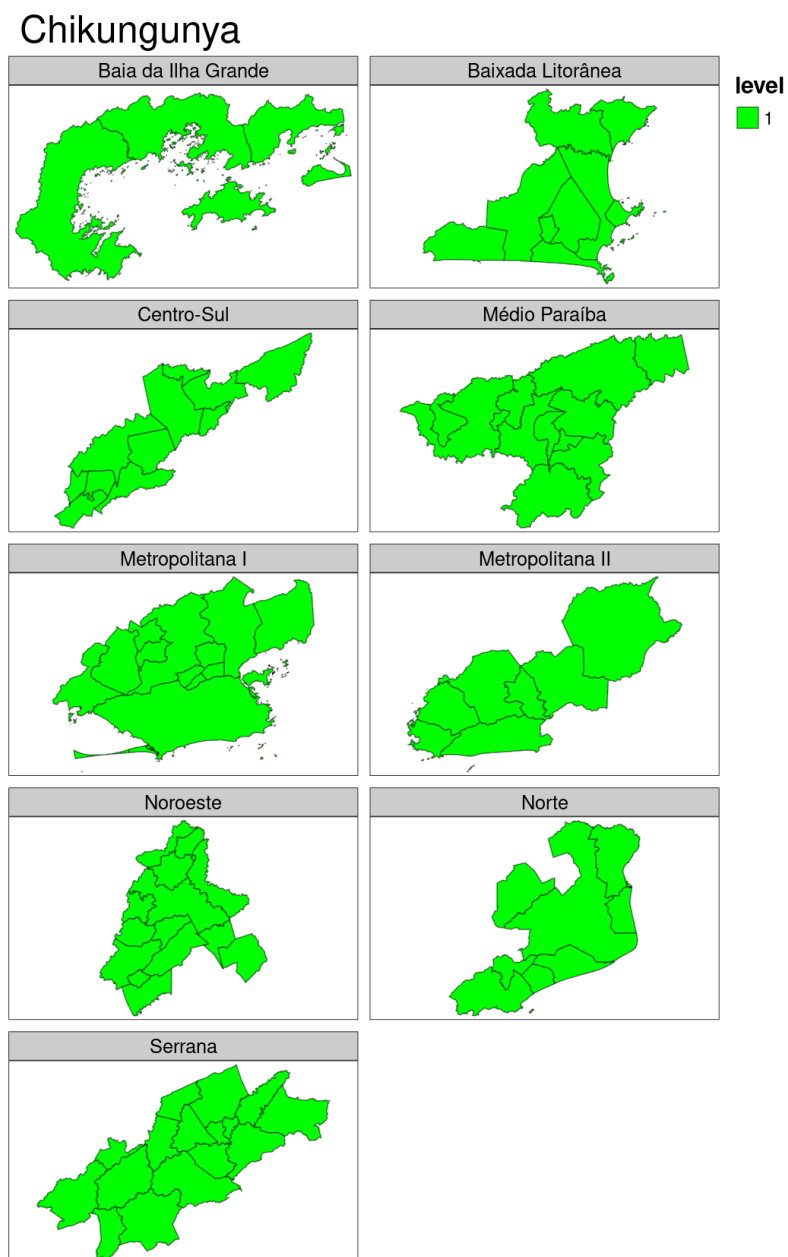 Chikungunya
Baia da Ilha Grande
Baixada Litorânea
level
1
Centro-Sul
Médio Paraíba
Metropolitana I
Metropolitana II
Noroeste
Norte
Serrana